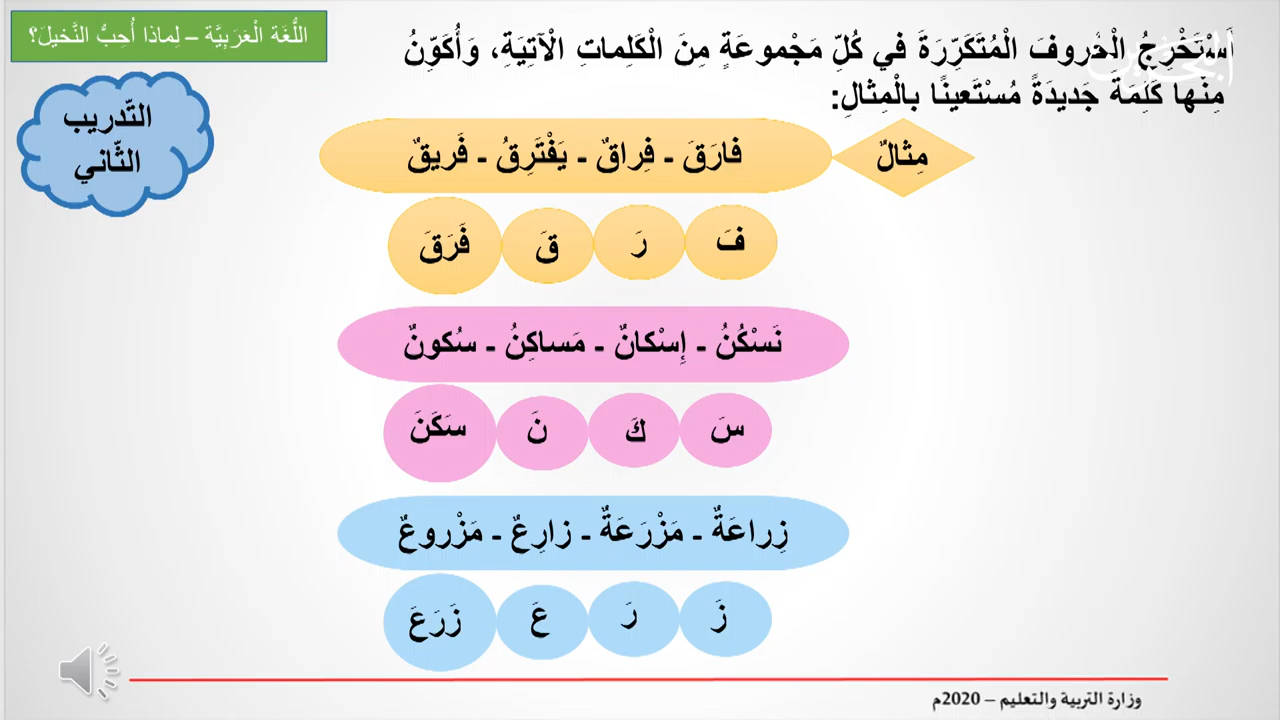 اللُّغَة الْعَرَبِيَّة – لِماذا أُحِبُّ النَّخيلَ؟
أَسْتَخْرِجُ الْحُروفَ الْمُتَكَرِّرَةَ في كُلِّ مَجْموعَةٍ مِنَ الْكَلِماتِ الْآتِيَةِ، وَأُكَوِّنُ
مِنْها كَلِمَةً جَديدَةً مُسْتَعينًا بالْمِثالِ:
التّدريب
الثّاني
مِثالٌ
فارَقَ - فِراقٌ - يَفْتَرِقُ - فَريقٌ
فَ رَ قَ فَرَقَ
نَسْكُنُ - إِسْكانٌ - مَساكِنُ - سُكونٌ
سَ كَ نَ سَكَنَ
زِراعَةٌ - مَزْرَعَةٌ - زارِعٌ - مَزْروعٌ
زَ رَ عَ زَرَعَ
وزارة التربية والتعليم – 2020م